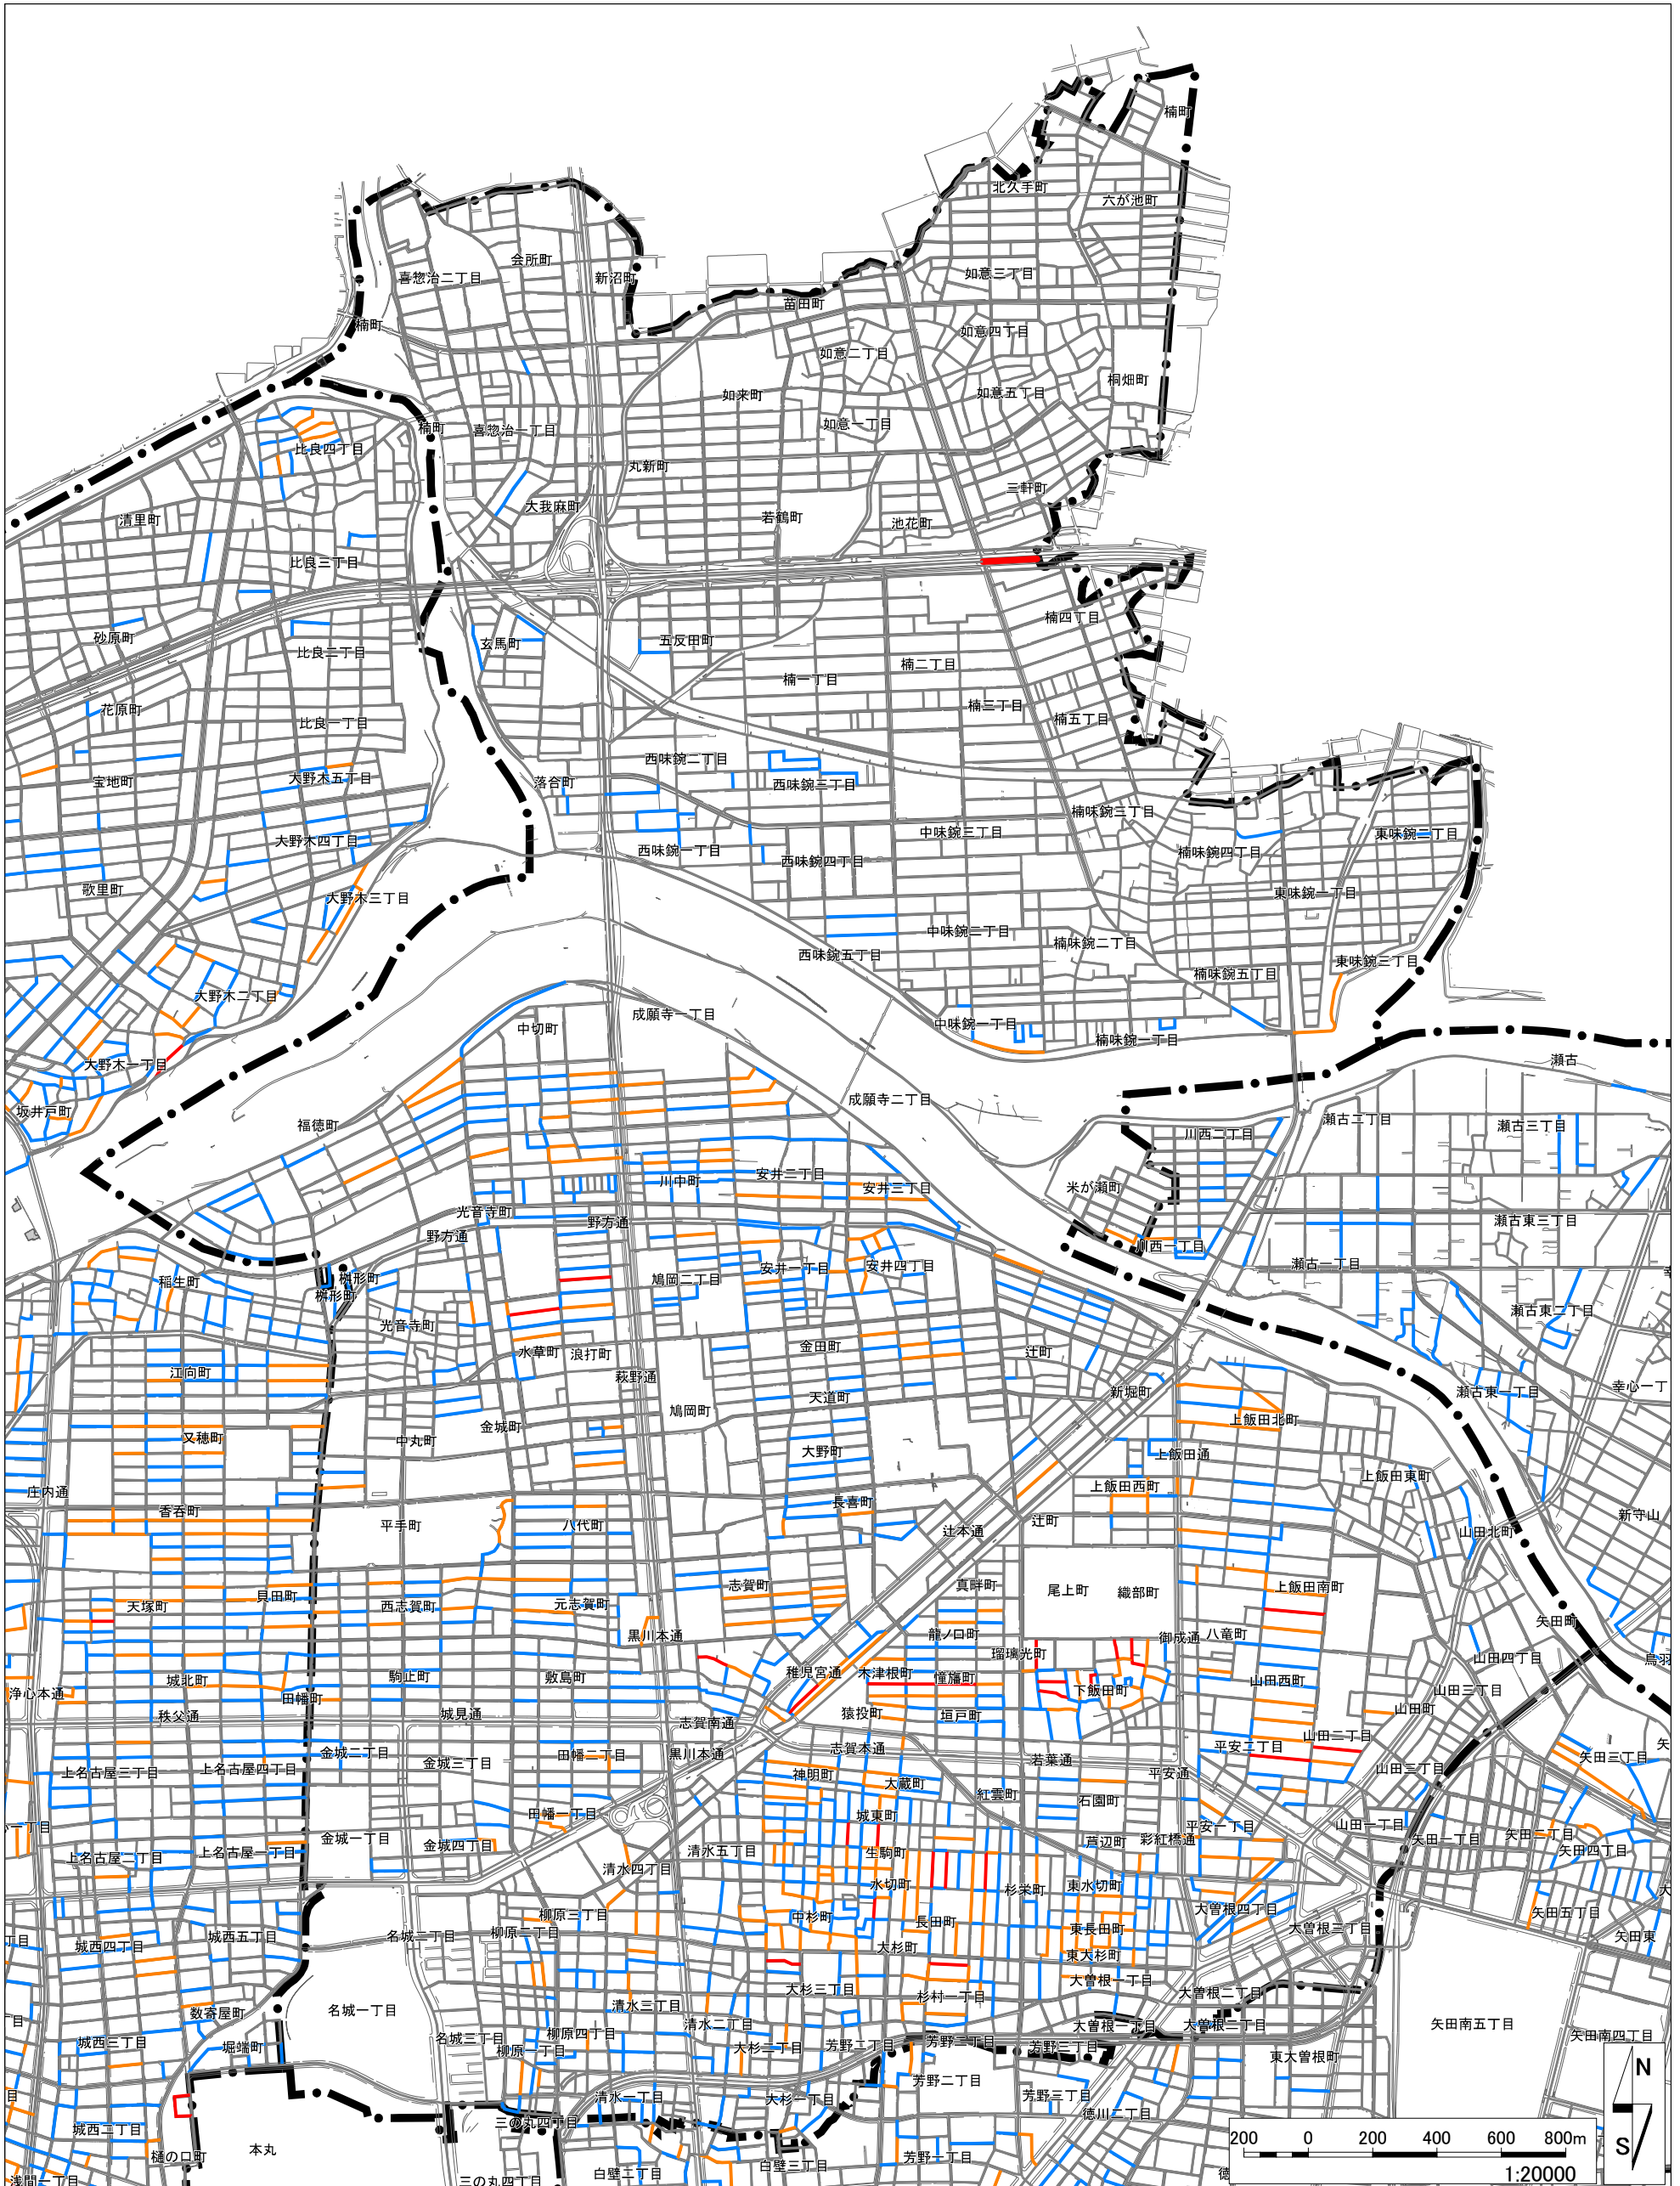 楠町
北久手町
六が池町
会所町
喜惣治二丁目
新沼町
如意三丁目
苗田町
楠町
如意四丁目
如意二丁目
桐畑町
如来町
如意五丁目
如意一丁目
楠町
喜惣治一丁目
比良四丁目
丸新町
三軒町
大我麻町
清里町
若鶴町
池花町
比良三丁目
楠四丁目
砂原町
玄馬町
五反田町
比良二丁目
楠二丁目
楠一丁目
楠三丁目
花原町
楠五丁目
比良一丁目
西味鋺二丁目
大野木五丁目
宝地町
落合町
西味鋺三丁目
楠味鋺三丁目
中味鋺三丁目
東味鋺二丁目
大野木四丁目
西味鋺一丁目
楠味鋺四丁目
西味鋺四丁目
歌里町
東味鋺一丁目
大野木三丁目
中味鋺二丁目
楠味鋺二丁目
西味鋺五丁目
東味鋺三丁目
楠味鋺五丁目
大野木二丁目
成願寺一丁目
中切町
中味鋺一丁目
楠味鋺一丁目
瀬古
大野木一丁目
成願寺二丁目
坂井戸町
福徳町
瀬古二丁目
瀬古三丁目
川西二丁目
安井二丁目
川中町
安井三丁目
米が瀬町
光音寺町
野方通
瀬古東三丁目
野方通
川西一丁目
瀬古一丁目
安井四丁目
安井一丁目
稲生町
桝形町
鳩岡二丁目
桝形町
瀬古東二丁目
光音寺町
金田町
水草町
浪打町
辻町
江向町
萩野通
幸心一丁
新堀町
瀬古東一丁目
天道町
鳩岡町
上飯田北町
金城町
又穂町
中丸町
大野町
上飯田通
上飯田東町
庄内通
上飯田西町
長喜町
香呑町
新守山
八代町
平手町
辻町
辻本通
山田北町
志賀町
真畔町
上飯田南町
尾上町
織部町
貝田町
元志賀町
西志賀町
天塚町
矢田町
黒川本通
龍ノ口町
御成通
八竜町
瑠璃光町
山田四丁目
鳥羽
稚児宮通
木津根町
憧旛町
駒止町
敷島町
城北町
山田西町
下飯田町
山田三丁目
浄心本通
田幡町
山田町
猿投町
垣戸町
城見通
秩父通
志賀南通
山田二丁目
平安二丁目
志賀本通
金城二丁目
田幡二丁目
黒川本通
若葉通
矢田三丁目
金城三丁目
上名古屋四丁目
上名古屋三丁目
山田三丁目
平安通
神明町
大蔵町
紅雲町
石園町
田幡一丁目
城東町
平安一丁目
山田一丁目
矢田二丁目
金城一丁目
芦辺町
彩紅橋通
矢田一丁目
金城四丁目
清水五丁目
生駒町
矢田四丁目
上名古屋一丁目
上名古屋二丁目
清水四丁目
水切町
東水切町
杉栄町
大曽根四丁目
矢田五丁目
柳原三丁目
中杉町
長田町
大曽根三丁目
東長田町
柳原二丁目
名城二丁目
城西五丁目
矢田東
城西四丁目
大杉町
東大杉町
大曽根一丁目
大杉三丁目
大曽根二丁目
杉村一丁目
清水三丁目
名城一丁目
数寄屋町
清水二丁目
大曽根一丁目
大曽根二丁目
矢田南五丁目
柳原四丁目
矢田南四丁目
名城三丁目
城西三丁目
芳野二丁目
芳野二丁目
芳野三丁目
堀端町
柳原一丁目
大杉二丁目
東大曽根町
芳野二丁目
清水一丁目
大杉一丁目
芳野三丁目
徳川二丁目
三の丸四丁目
城西二丁目
本丸
樋の口町
芳野一丁目
白壁三丁目
白壁二丁目
浅間一丁目
三の丸四丁目
N
S
200 0 200 400 600 800m
1:20000